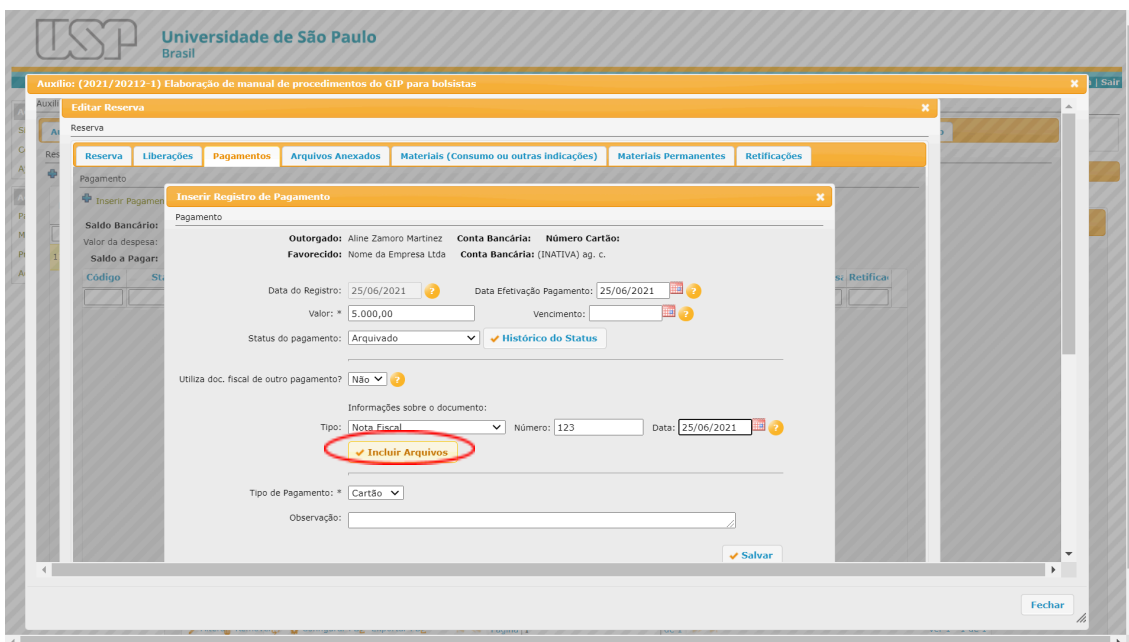 USP Universidade de São Paulo
Brasil
Auxílio: (2021/20212-1) Elaboração de manual de procedimentos do GIP para bolsistas
| Sair
Editar Reserva
Reserva
Reserva Liberações Pagamentos Arquivos Anexados Materiais (Consumo ou outras indicações) Materiais Permanentes Retificações
Pagamento
Inserir Pagamen
Inserir Registro de Pagamento
Pagamento
Saldo Bancário:
Valor da despesa:
Saldo a Pagar:
Código
Retifica
Outorgado: Aline Zamoro Martinez Conta Bancária: Número Cartão:
Favorecido: Nome da Empresa Ltda Conta Bancária: (INATIVA) ag. c.
Data do Registro: 25/06/2021 ? Data Efetivação Pagamento: 25/06/2021 ?
Valor: * 5.000,00 Vencimento: ?
Status do pagamento: Arquivado Histórico do Status
Utiliza doc. fiscal de outro pagamento? Não ?
Informações sobre o documento:
Tipo: Nota Fiscal Número: 123 Data: 25/06/2021 ?
Incluir Arquivos
Tipo de Pagamento: * Cartão
Observação:
Salvar
Fechar